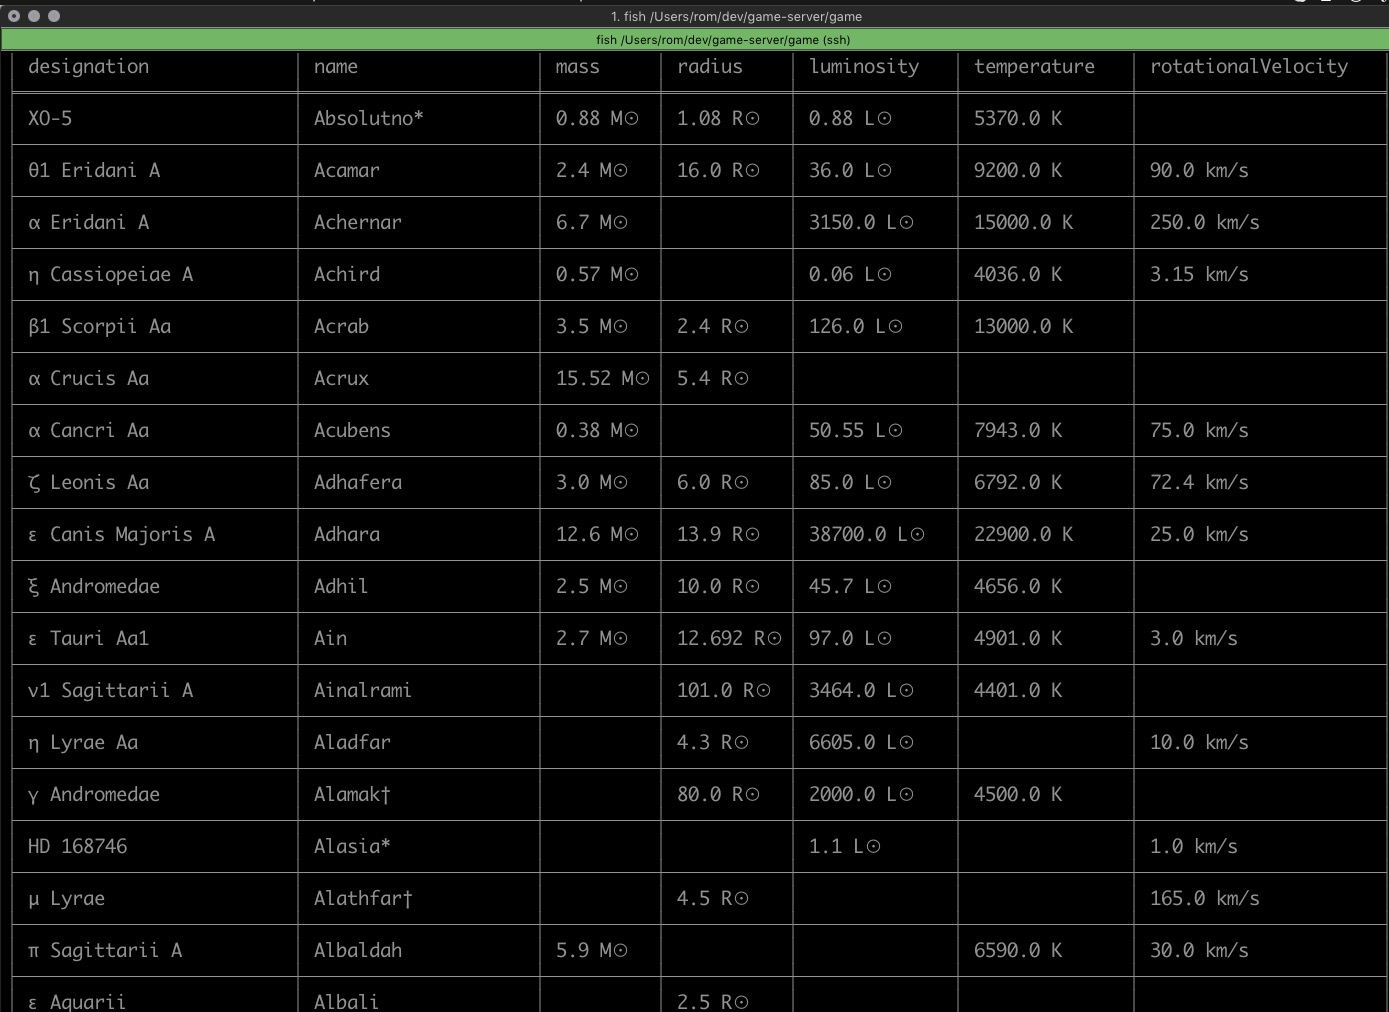 1. fish /Users/rom/dev/game-server/game
fish /Users/rom/dev/game-server/game (ssh)
designation name mass radius luminosity temperature rotationalVelocity
XO-5 Absolutno* 0.88 M☉ 1.08 R☉ 0.88 L☉ 5370.0 K
θ1 Eridani A Acamar 2.4 M☉ 16.0 R☉ 36.0 L☉ 9200.0 K 90.0 km/s
α Eridani A Achernar 6.7 M☉ 3150.0 L☉ 15000.0 K 250.0 km/s
η Cassiopeiae A Achird 0.57 M☉ 0.06 L☉ 4036.0 K 3.15 km/s
β1 Scorpii Aa Acrab 3.5 M☉ 2.4 R☉ 126.0 L☉ 13000.0 K
α Crucis Aa Acrux 15.52 M☉ 5.4 R☉
α Cancri Aa Acubens 0.38 M☉ 50.55 L☉ 7943.0 K 75.0 km/s
ζ Leonis Aa Adhafera 3.0 M☉ 6.0 R☉ 85.0 L☉ 6792.0 K 72.4 km/s
ε Canis Majoris A Adhara 12.6 M☉ 13.9 R☉ 38700.0 L☉ 22900.0 K 25.0 km/s
ξ Andromedae Adhil 2.5 M☉ 10.0 R☉ 45.7 L☉ 4656.0 K
ε Tauri Aa1 Ain 2.7 M☉ 12.692 R☉ 97.0 L☉ 4901.0 K 3.0 km/s
ν1 Sagittarii A Ainalrami 101.0 R☉ 3464.0 L☉ 4401.0 K
η Lyrae Aa Aladfar 4.3 R☉ 6605.0 L☉ 10.0 km/s
γ Andromedae Alamak† 80.0 R☉ 2000.0 L☉ 4500.0 K
HD 168746 Alasia* 1.1 L☉ 1.0 km/s
μ Lyrae Alathfar† 4.5 R☉ 165.0 km/s
π Sagittarii A Albaldah 5.9 M☉ 6590.0 K 30.0 km/s
ε Aquarii Albali 2.5 R☉